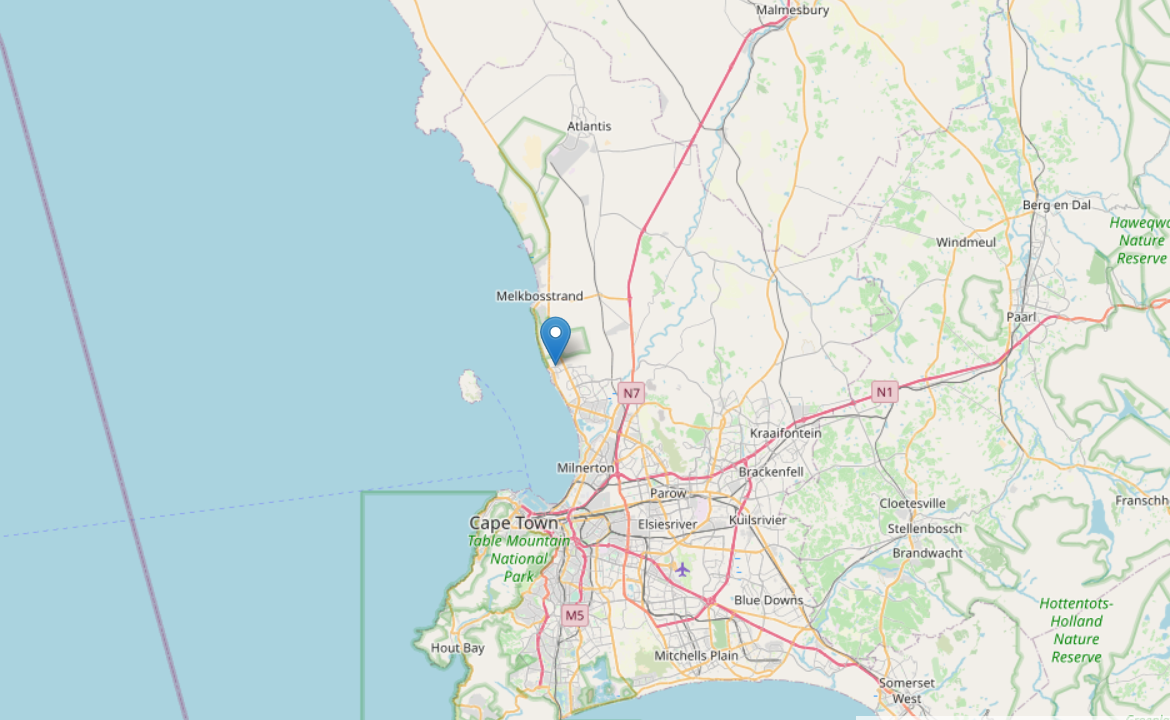 Malmesbury
Atlantis
Berg en Dal
Haweqwa
Nature
Reserve
Windmeul
Melkbosstrand
Paarl
N7
N1
Kraaifontein
Milnerton
Brackenfell
Parow
Cape Town
Elsiesriver
Kuilsrivier
Cloetesville
Stellenbosch
Franschh
Table Mountain
National
Park
Brandwacht
Blue Downs
Hottentots-
Holland
Nature
Reserve
M5
Hout Bay
Mitchells Plain
Somerset
West